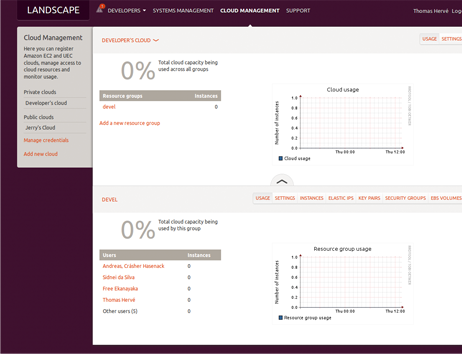 LANDSCAPE
1
DEVELOPERS
SYSTEMS MANAGEMENT
CLOUD MANAGEMENT
SUPPORT
Thomas Hervé
Cloud Management
Here you can register
Amazon EC2 and UEC
clouds, manage access to
cloud resources and
monitor usage.
Private clouds
Developer's cloud
Public clouds
Jerry's Cloud
Manage credentials
Add new cloud
DEVELOPER'S CLOUD
USAGE
SETTINGS
0%
Total cloud capacity being
used across all groups
Resource groups Instances
devel 0
Add a new resource group
Cloud usage
Number of instances
1.0
0.8
0.6
0.4
0.2
0.0
Thu 00:00 Thu 12:00
Cloud usage
DEVEL
USAGE
SETTINGS
INSTANCES
ELASTIC IPS
KEY PAIRS
SECURITY GROUPS
EBS VOLUMES
0%
Total cloud capacity being
used by this group
Users Instances
Andreas, Crasher Hasenack 0
Sidnei da Silva 0
Free Ekanayaka 0
Thomas Hervé 0
Other users (5) 0
Resource group usage
Number of instances
1.0
0.8
0.6
0.4
0.2
0.0
Thu 00:00 Thu 12:00
Resource group usage